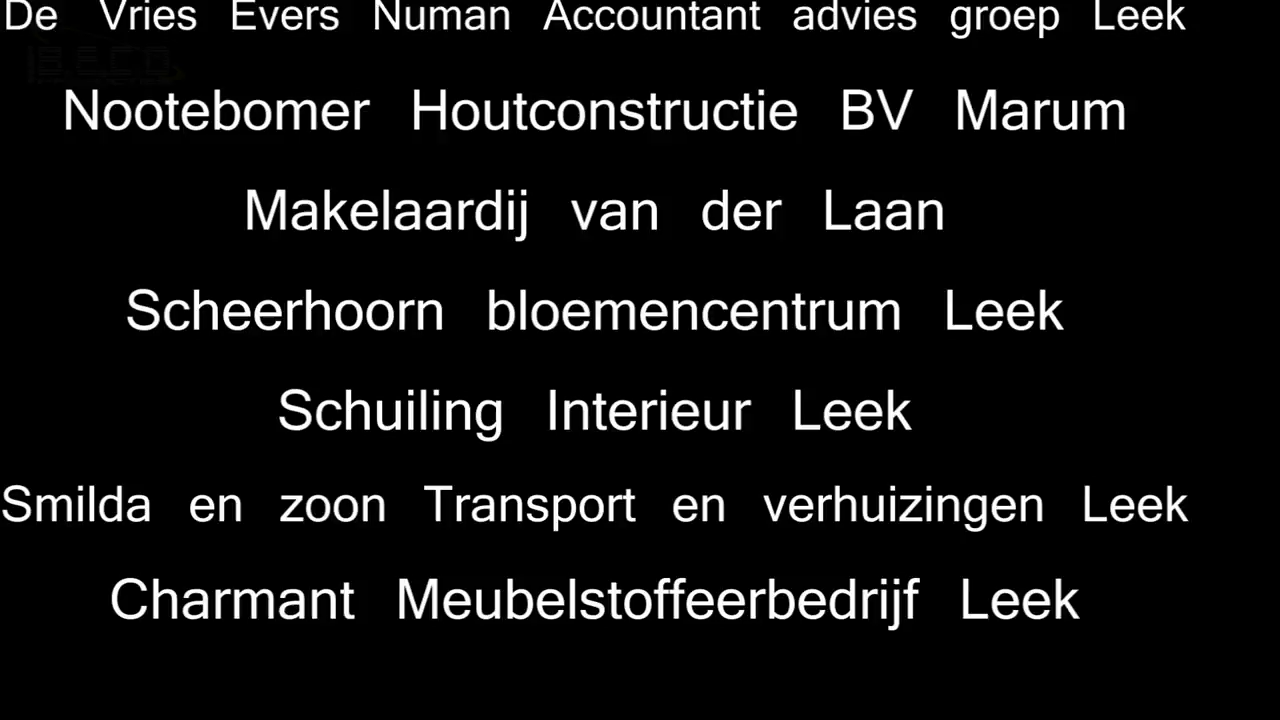 De Vries Evers Numan Accountant advies groep Leek
Nootebomer Houtconstructie BV Marum
Makelaardij van der Laan
Scheerhoorn bloemencentrum Leek
Schuiling Interieur Leek
Smilda en zoon Transport en verhuizingen Leek
Charmant Meubelstoffeerbedrijf Leek